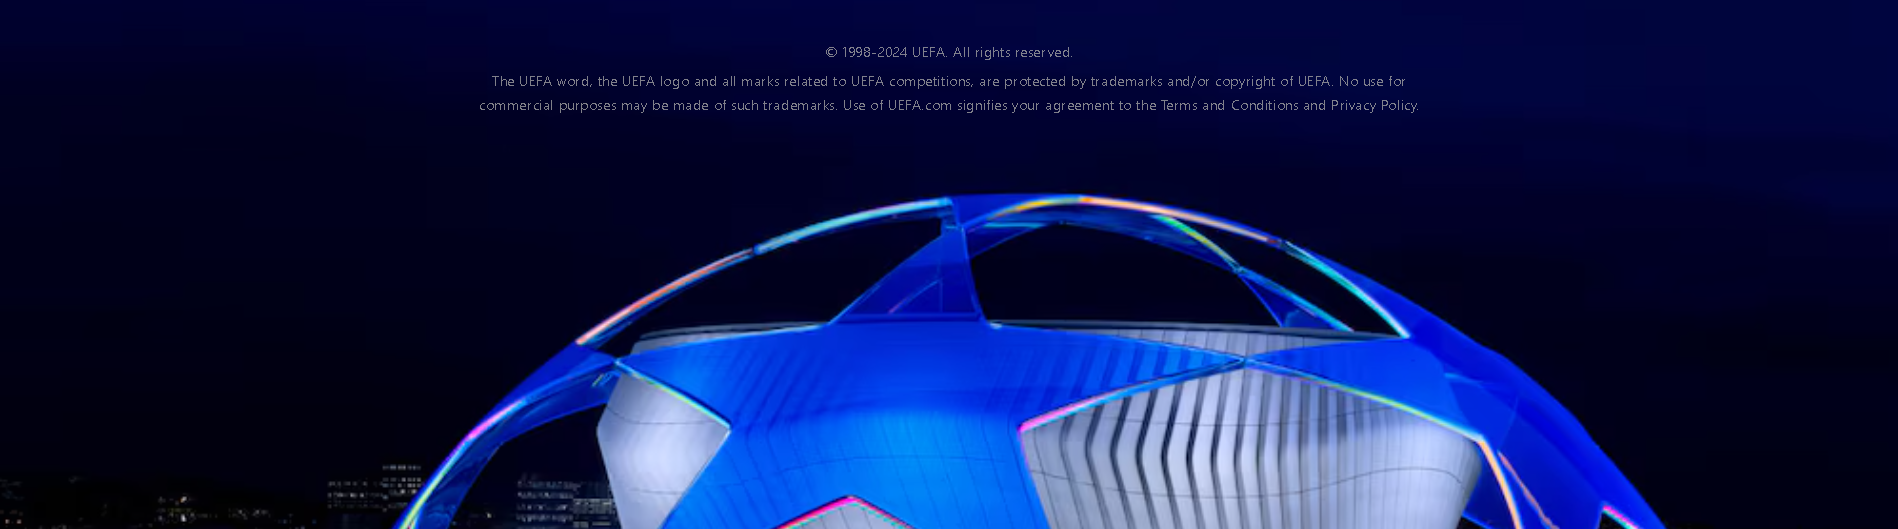 © 1998-2024 UEFA. All rights reserved.
The UEFA word, the UEFA logo and all marks related to UEFA competitions, are protected by trademarks and/or copyright of UEFA. No use for
commercial purposes may be made of such trademarks. Use of UEFA.com signifies your agreement to the Terms and Conditions and Privacy Policy.